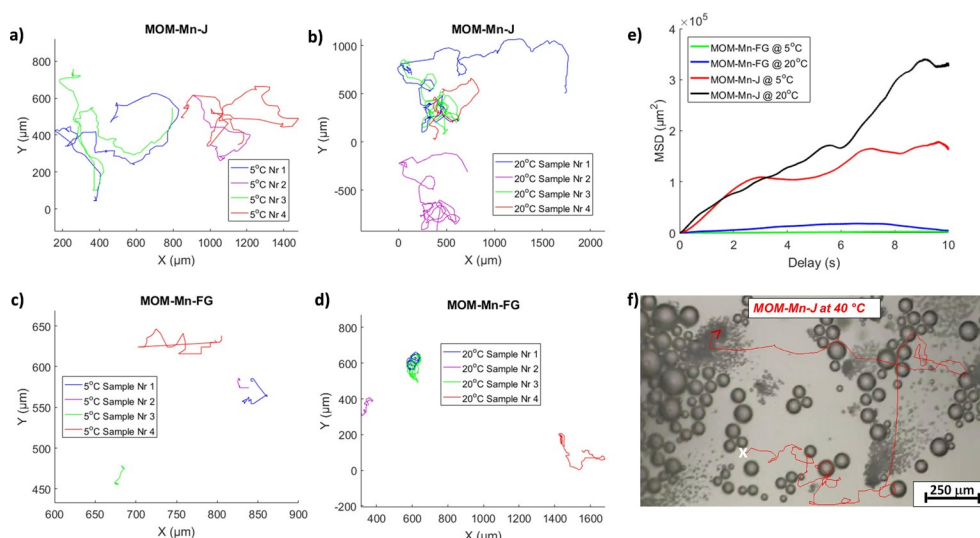 a)
MOM-Mn-J
800
600
400
200
0
Y (µm)
200
400
600
800
1000
1200
1400
X (µm)
5°C Nr 1
5°C Nr 2
5°C Nr 3
5°C Nr 4
b)
MOM-Mn-J
1000
500
0
-500
Y (µm)
0
500
1000
1500
2000
X (µm)
20°C Sample Nr 1
20°C Sample Nr 2
20°C Sample Nr 3
20°C Sample Nr 4
e)
×10⁵
4
3
2
1
0
MSD (µm²)
0
2
4
6
8
10
Delay (s)
MOM-Mn-FG @ 5°C
MOM-Mn-FG @ 20°C
MOM-Mn-J @ 5°C
MOM-Mn-J @ 20°C
c)
MOM-Mn-FG
650
600
550
500
450
Y (µm)
600
650
700
750
800
850
900
X (µm)
5°C Sample Nr 1
5°C Sample Nr 2
5°C Sample Nr 3
5°C Sample Nr 4
d)
MOM-Mn-FG
800
600
400
200
0
-200
Y (µm)
400
600
800
1000
1200
1400
1600
X (µm)
20°C Sample Nr 1
20°C Sample Nr 2
20°C Sample Nr 3
20°C Sample Nr 4
f)
MOM-Mn-J at 40 °C
X
250 µm